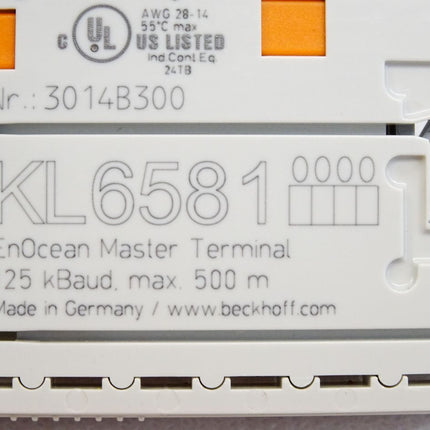 AWG 28-14
55°C max
C UL US LISTED
Ind.Cont.Eq.
24TB
Nr.: 3014B300
KL6581 0000
EnOcean Master Terminal
125 kBaud, max. 500 m
Made in Germany / www.beckhoff.com